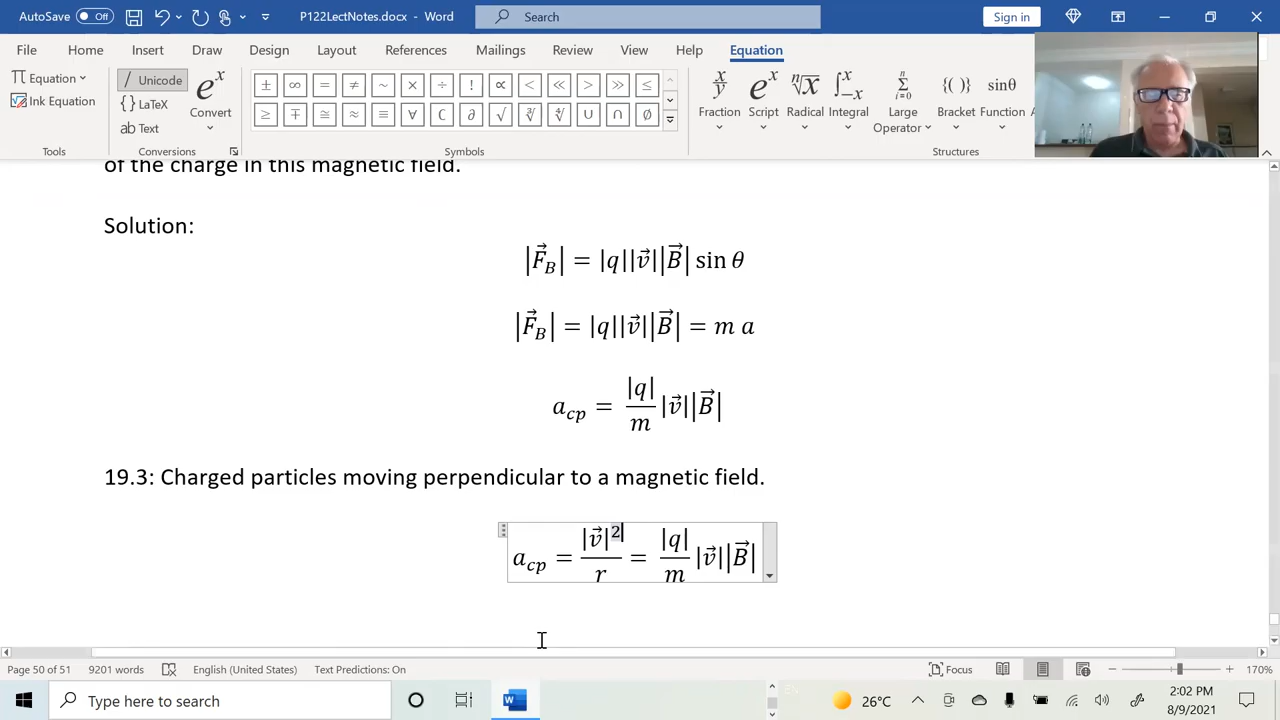 AutoSave Off P122LectNotes.docx - Word Search Sign in
File Home Insert Draw Design Layout References Mailings Review View Help Equation
π Equation Unicode e^x ± ∞ = ≠ ~ × ÷ ! ∝ < ≪ > ≫ ≤ x/y e^x ⁿ√x ∫₋ₓˣ Σ {()} sinθ
Ink Equation {} LaTeX Convert ≥ ∓ ≅ ≈ ≡ ∀ ∁ ∂ √ ∛ ∜ ∪ ∩ ∅ Fraction Script Radical Integral Large Operator Bracket Function
ab Text
Tools Conversions Symbols Structures
of the charge in this magnetic field.
Solution:
|F⃗_B| = |q||v⃗||B⃗| sin θ
|F⃗_B| = |q||v⃗||B⃗| = m a
a_cp = |q|/m |v⃗||B⃗|
19.3: Charged particles moving perpendicular to a magnetic field.
a_cp = |v⃗|²/r = |q|/m |v⃗||B⃗|
Page 50 of 51 9201 words English (United States) Text Predictions: On Focus 170%
Type here to search 26°C 2:02 PM
8/9/2021